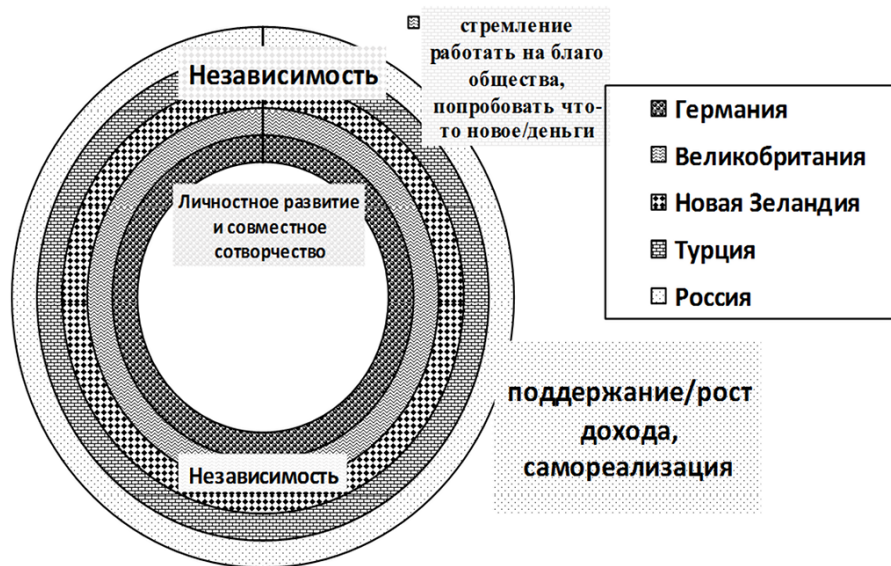 стремление
работать на благо
общества,
попробовать что-
то новое/деньги
Независимость
Личностное развитие
и совместное
сотворчество
Независимость
Германия
Великобритания
Новая Зеландия
Турция
Россия
поддержание/рост
дохода,
самореализация